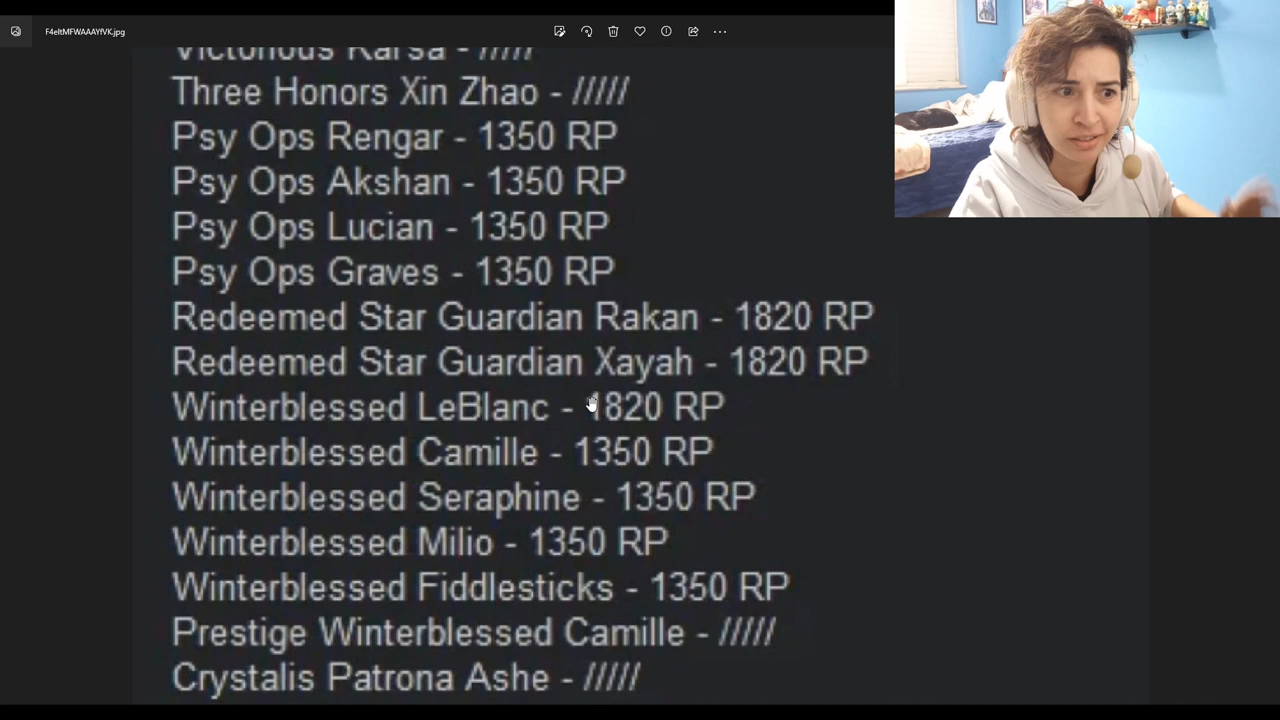 F4eltMFWAAAYfVK.jpg
Victorious Karsa - /////
Three Honors Xin Zhao - /////
Psy Ops Rengar - 1350 RP
Psy Ops Akshan - 1350 RP
Psy Ops Lucian - 1350 RP
Psy Ops Graves - 1350 RP
Redeemed Star Guardian Rakan - 1820 RP
Redeemed Star Guardian Xayah - 1820 RP
Winterblessed LeBlanc - 1820 RP
Winterblessed Camille - 1350 RP
Winterblessed Seraphine - 1350 RP
Winterblessed Milio - 1350 RP
Winterblessed Fiddlesticks - 1350 RP
Prestige Winterblessed Camille - /////
Crystalis Patrona Ashe - /////